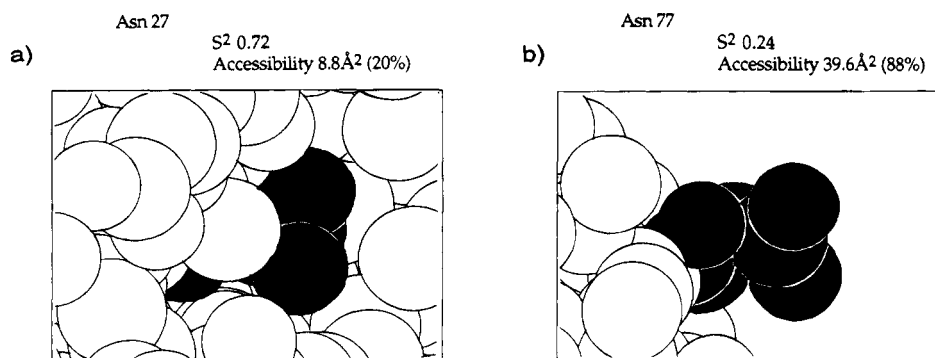 Asn 27
a)
S² 0.72
Accessibility 8.8Å² (20%)
Asn 77
b)
S² 0.24
Accessibility 39.6Å² (88%)